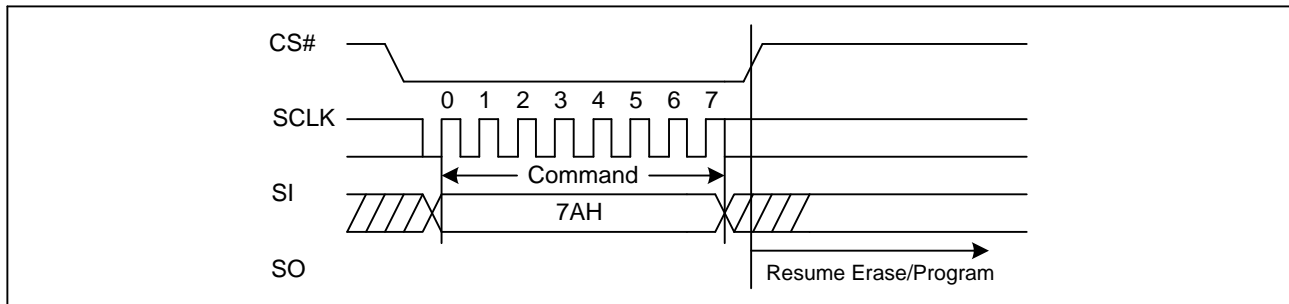 CS#
0 1 2 3 4 5 6 7
SCLK
Command
SI
7AH
SO
Resume Erase/Program